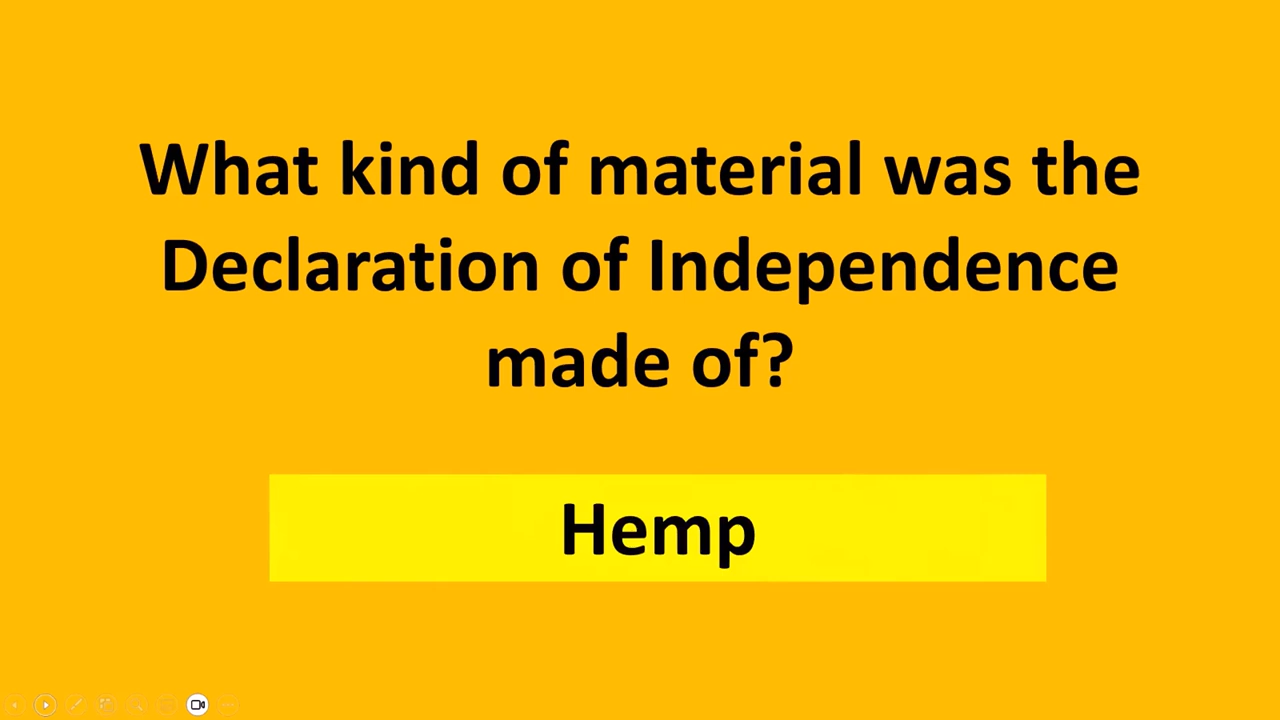 What kind of material was the
Declaration of Independence
made of?
Hemp